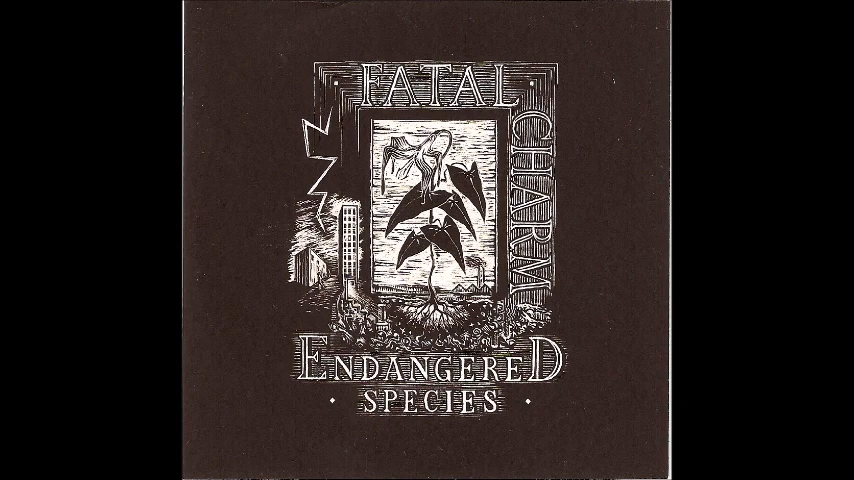 · FATAL ·
CHARM
ENDANGERED
· SPECIES ·